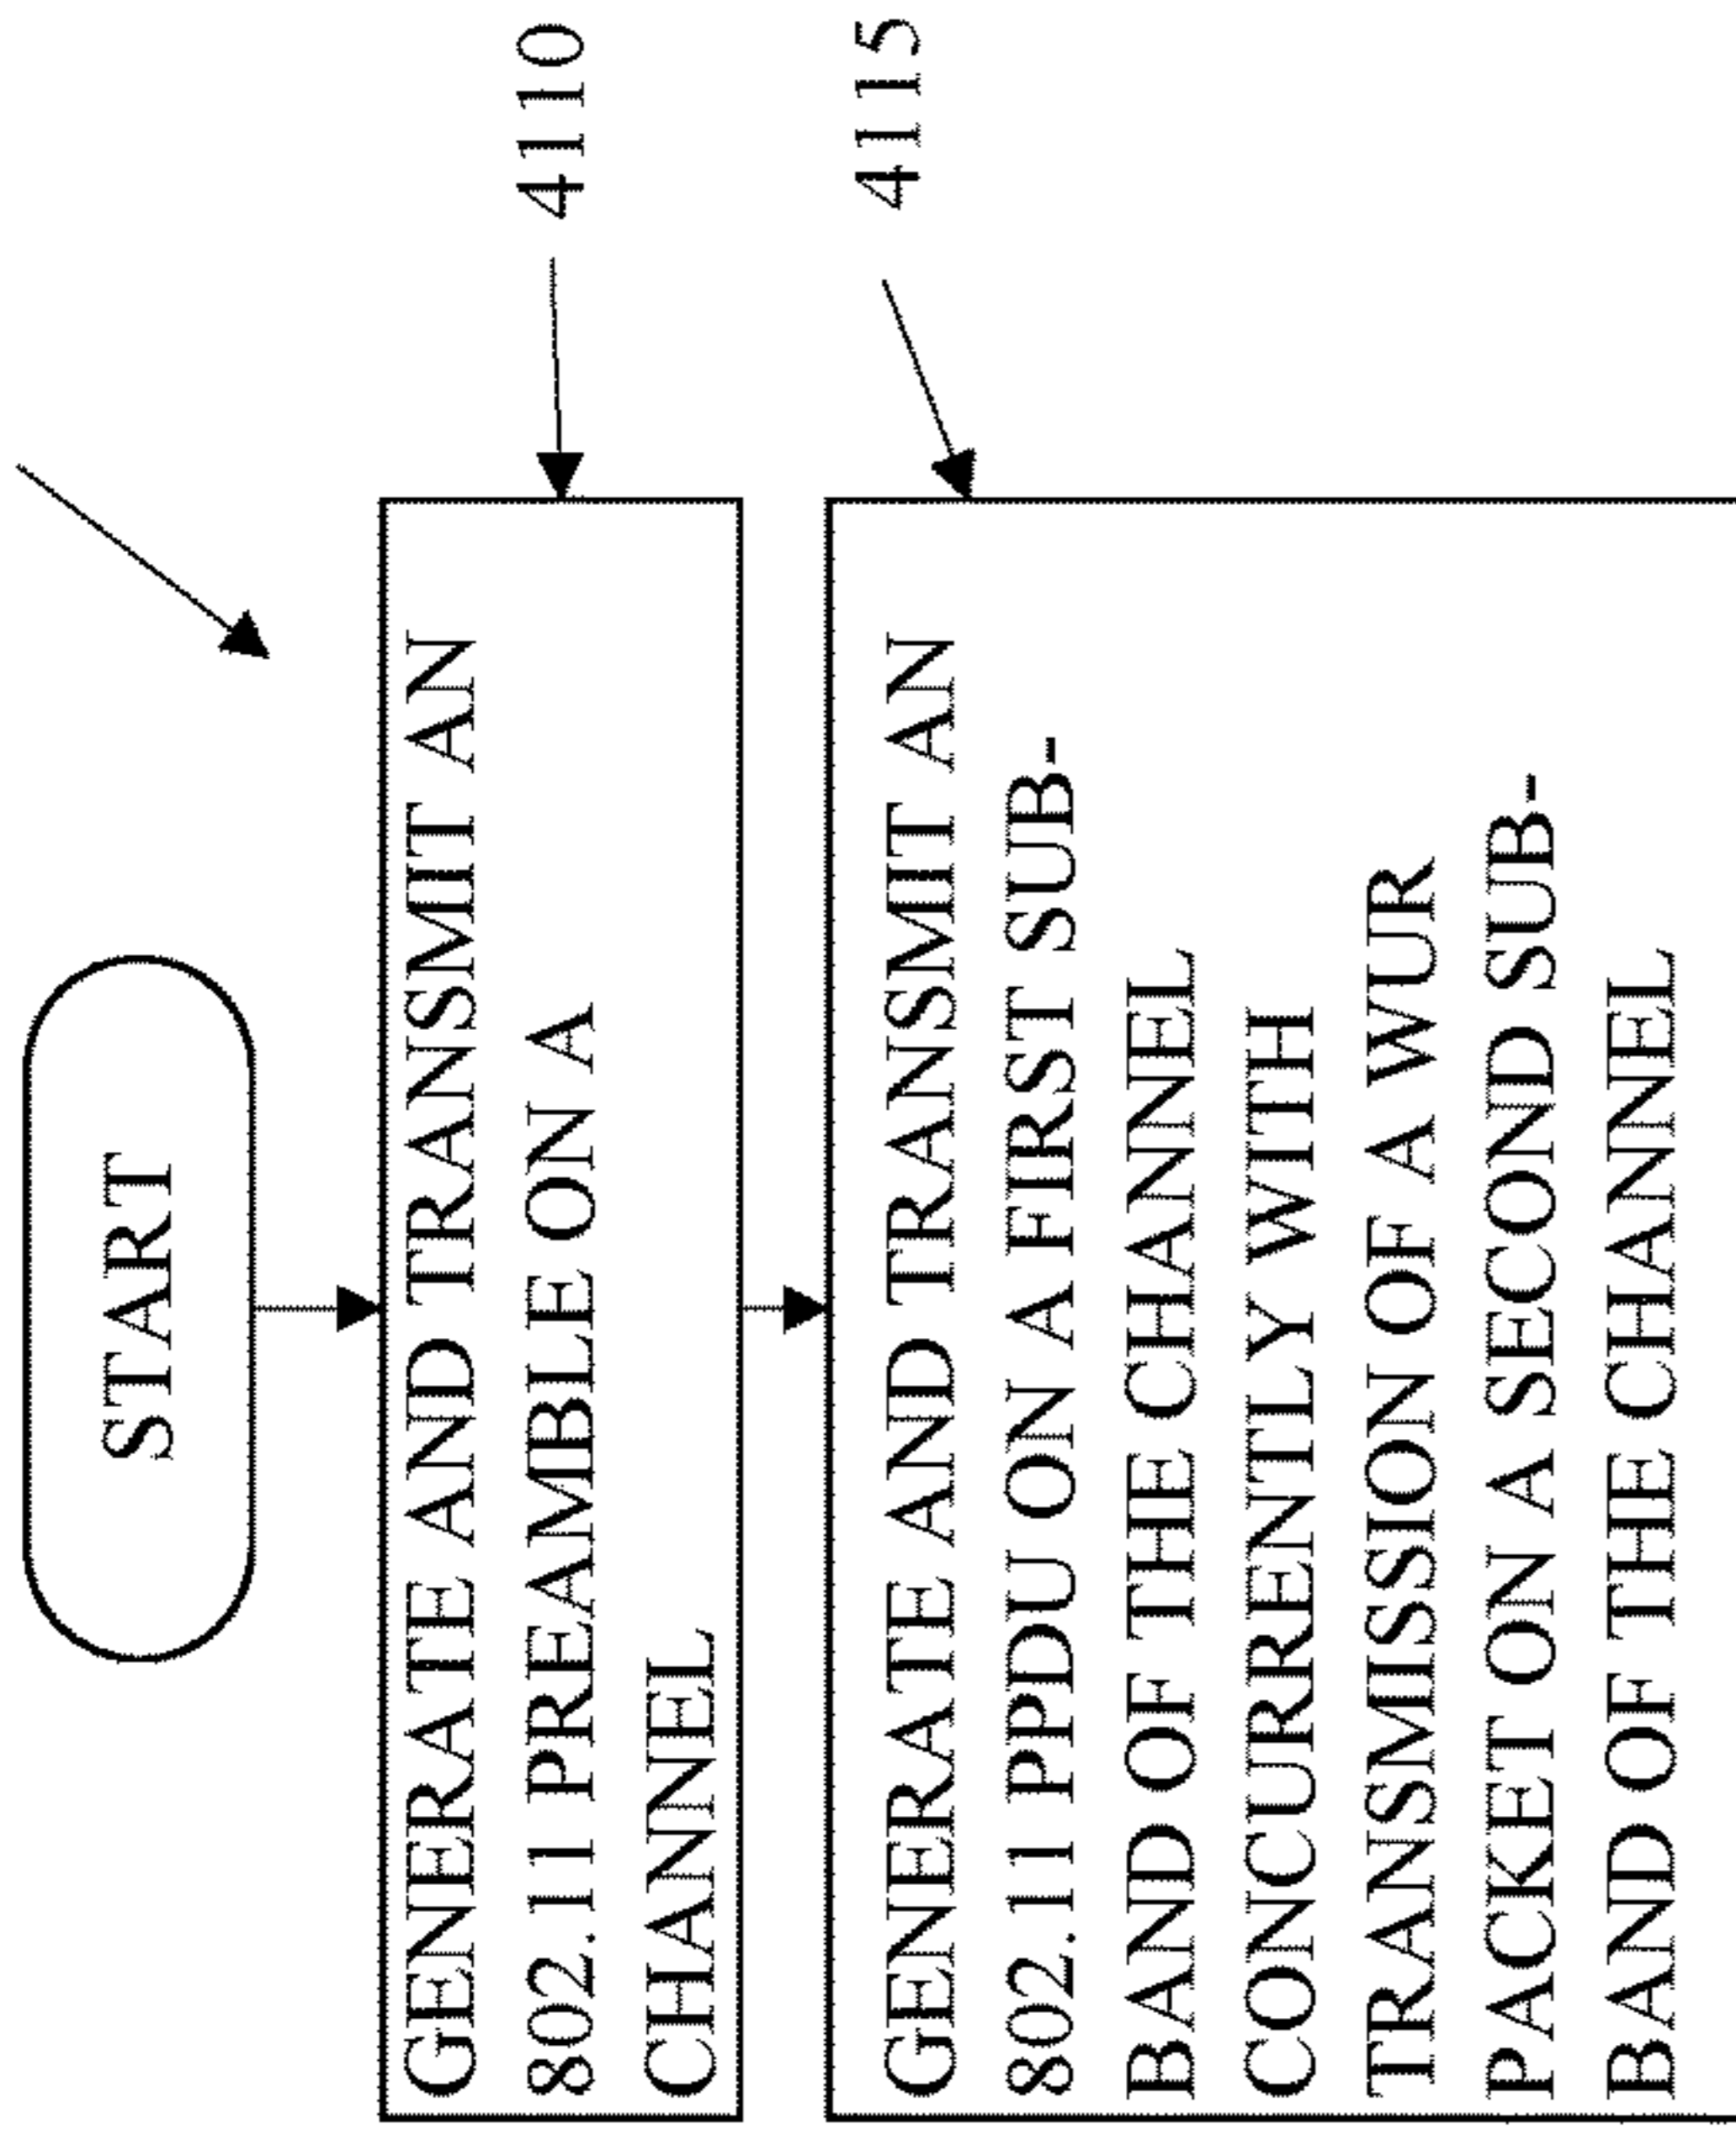 START
GENERATE AND TRANSMIT AN
802.11 PREAMBLE ON A
CHANNEL
4110
GENERATE AND TRANSMIT AN
802.11 PPDU ON A FIRST SUB-
BAND OF THE CHANNEL
CONCURRENTLY WITH
TRANSMISSION OF A WUR
PACKET ON A SECOND SUB-
BAND OF THE CHANNEL
4115